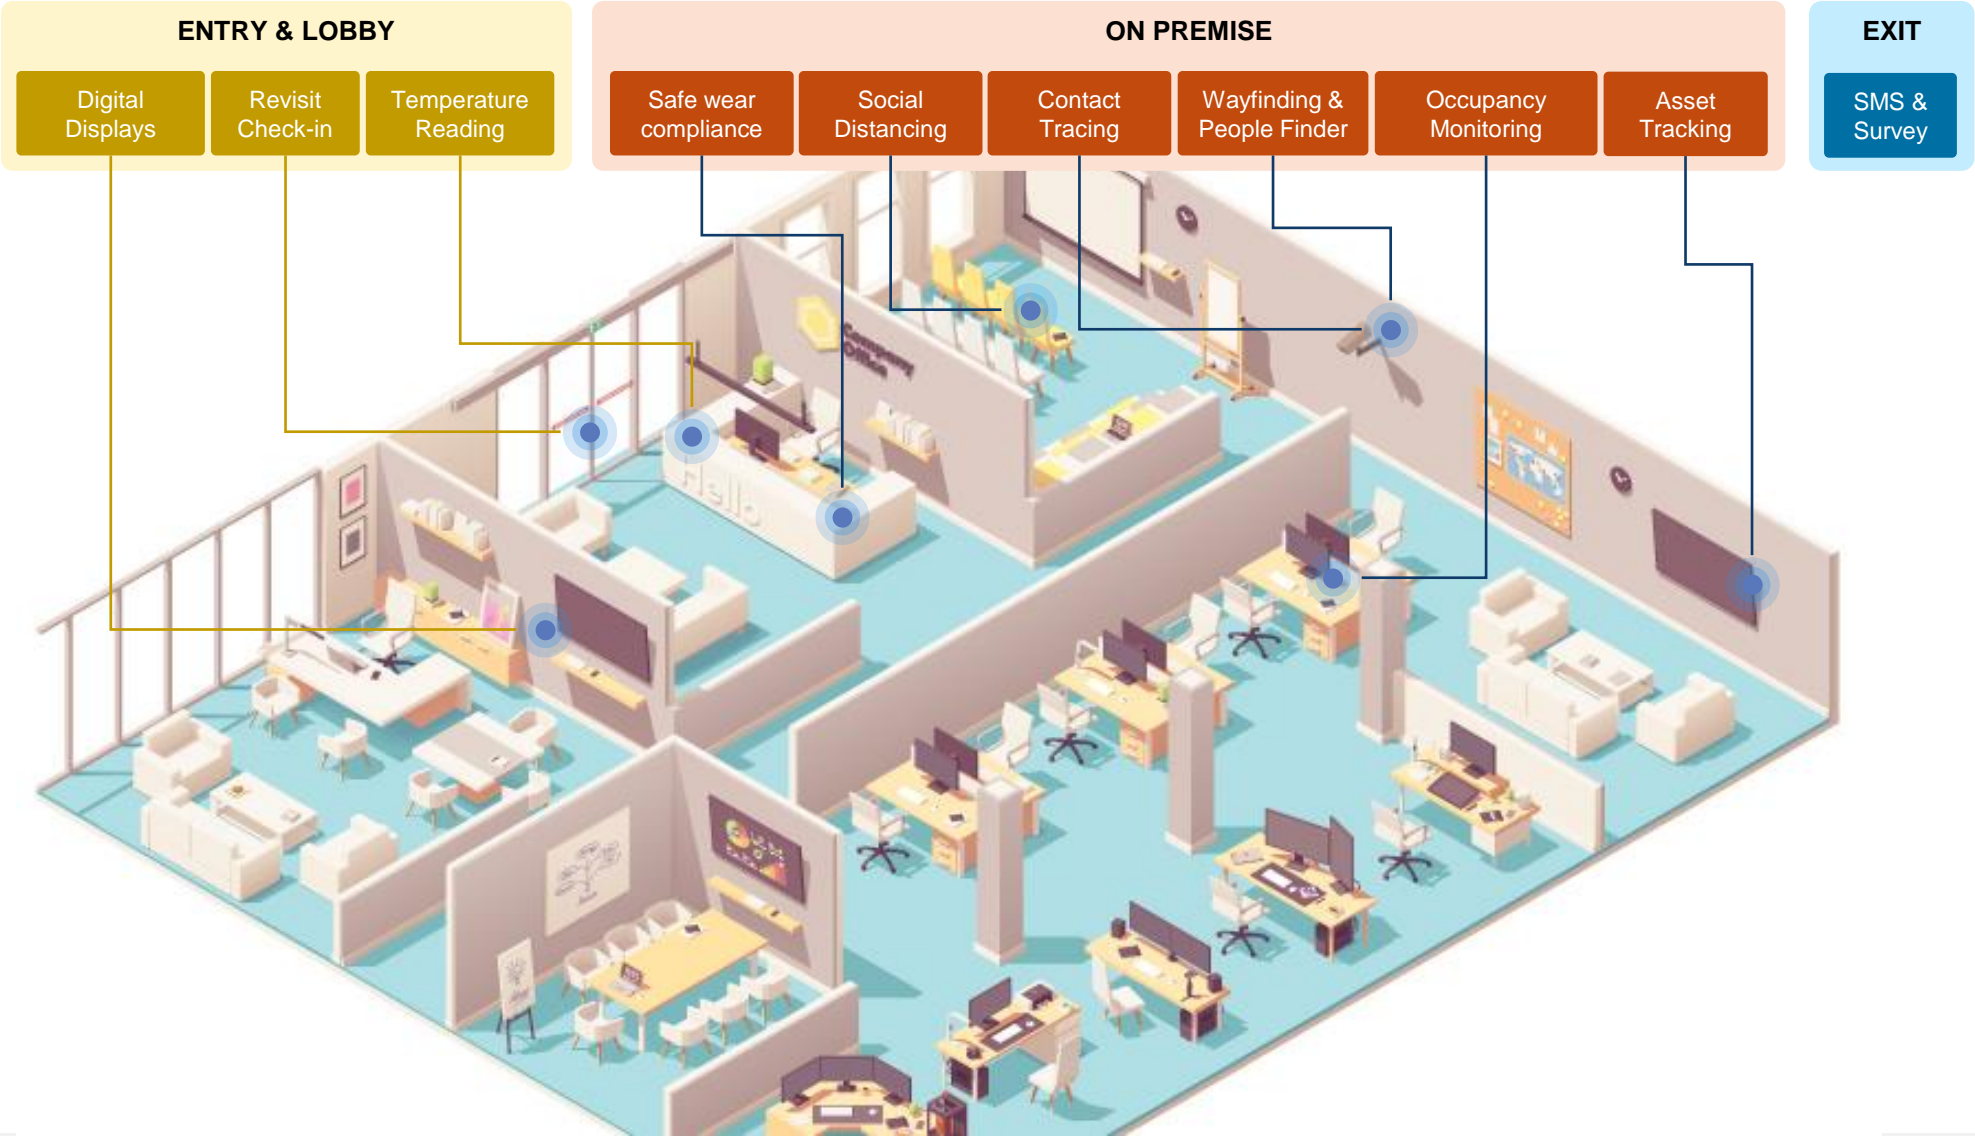 ENTRY & LOBBY
Digital
Displays
Revisit
Check-in
Temperature
Reading
ON PREMISE
Safe wear
compliance
Social
Distancing
Contact
Tracing
Wayfinding &
People Finder
Occupancy
Monitoring
Asset
Tracking
EXIT
SMS &
Survey
Company
Office
Hello